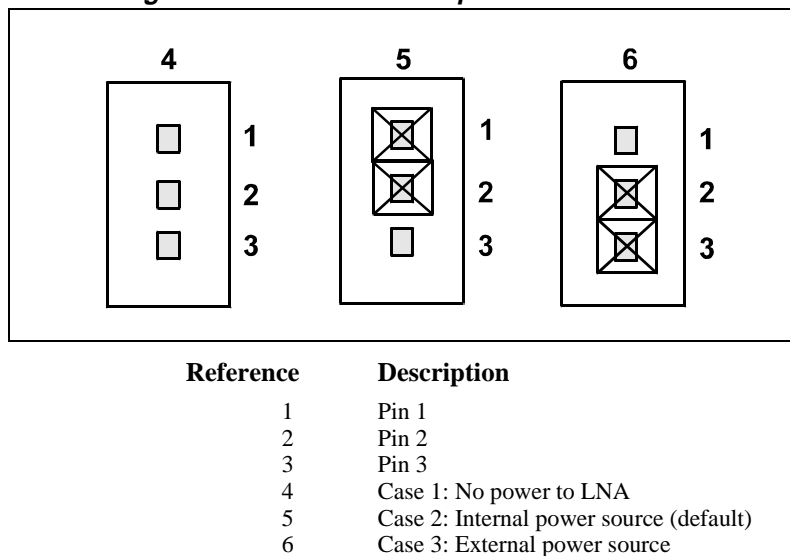 4 5 6
1 1 1
2 2 2
3 3 3
Reference Description
1 Pin 1
2 Pin 2
3 Pin 3
4 Case 1: No power to LNA
5 Case 2: Internal power source (default)
6 Case 3: External power source